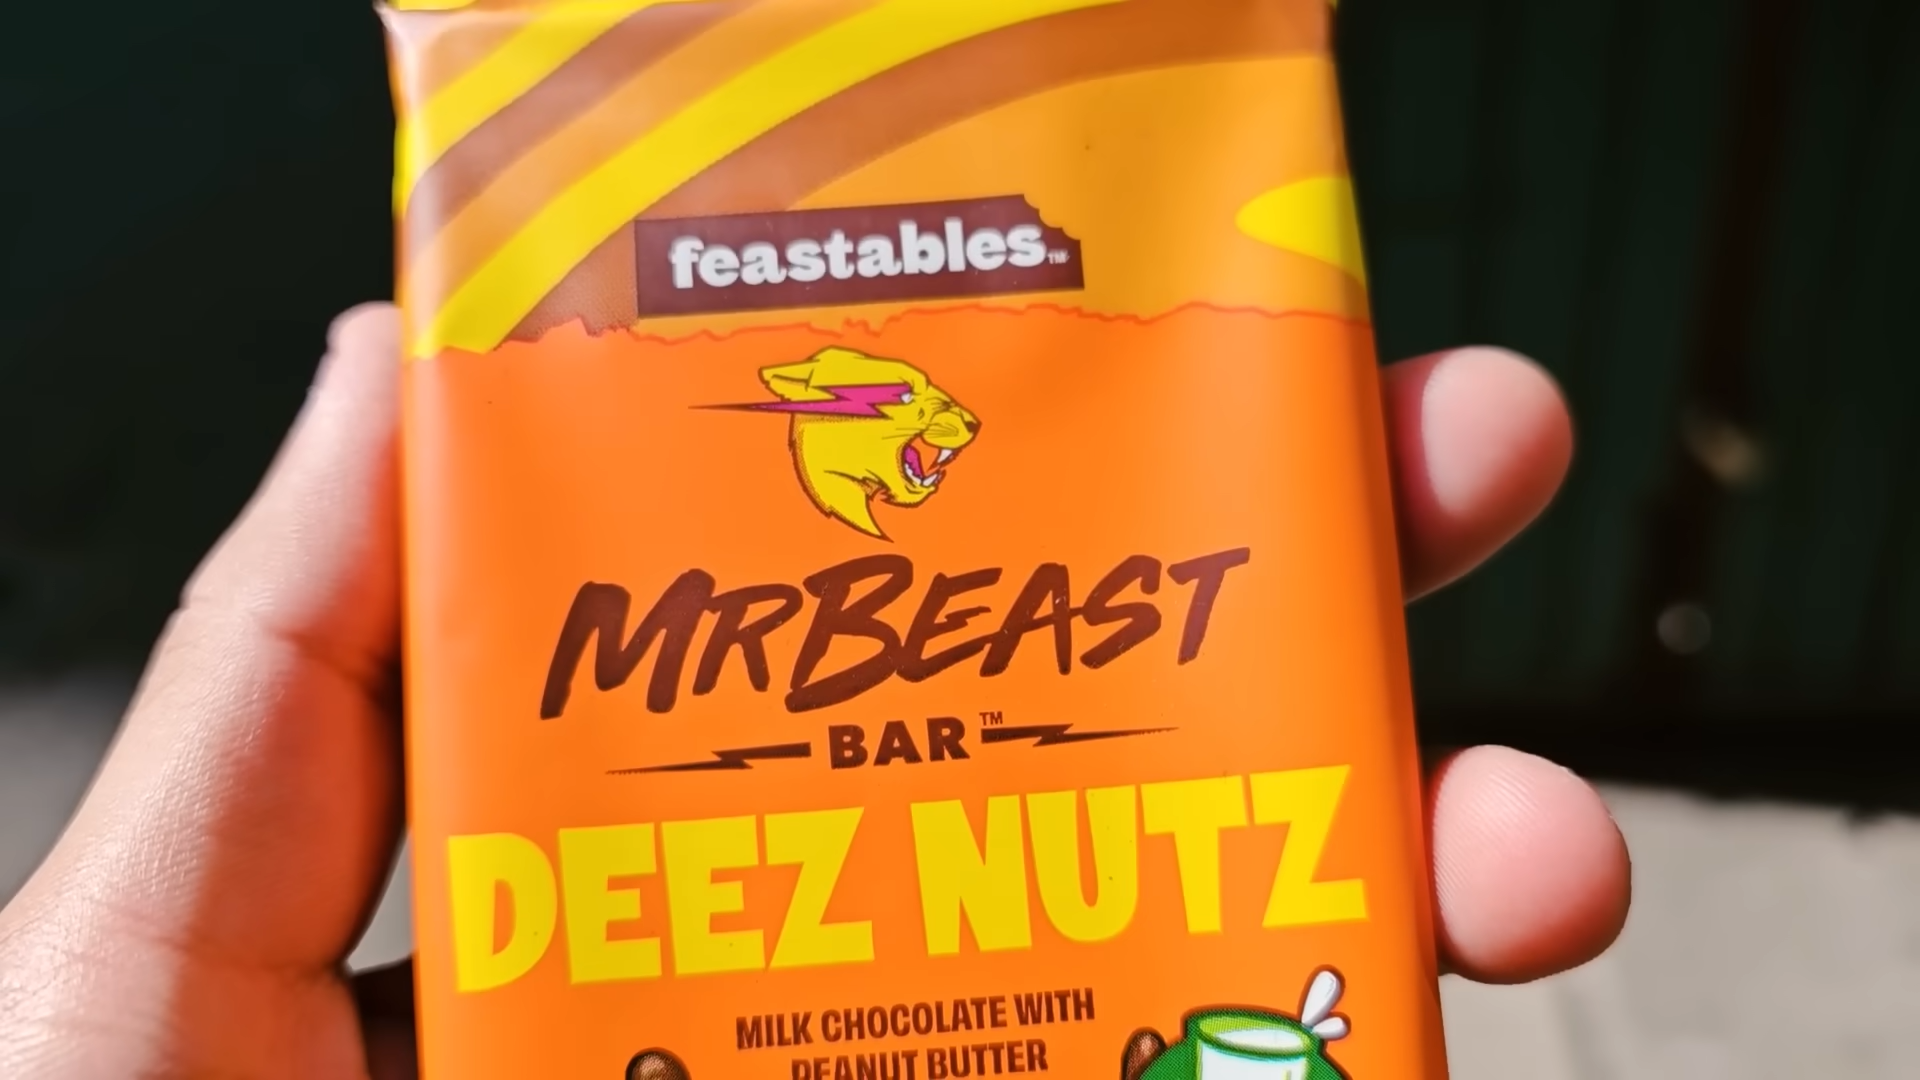 feastables™
MRBEAST
BAR™
DEEZ NUTZ
MILK CHOCOLATE WITH
PEANUT BUTTER